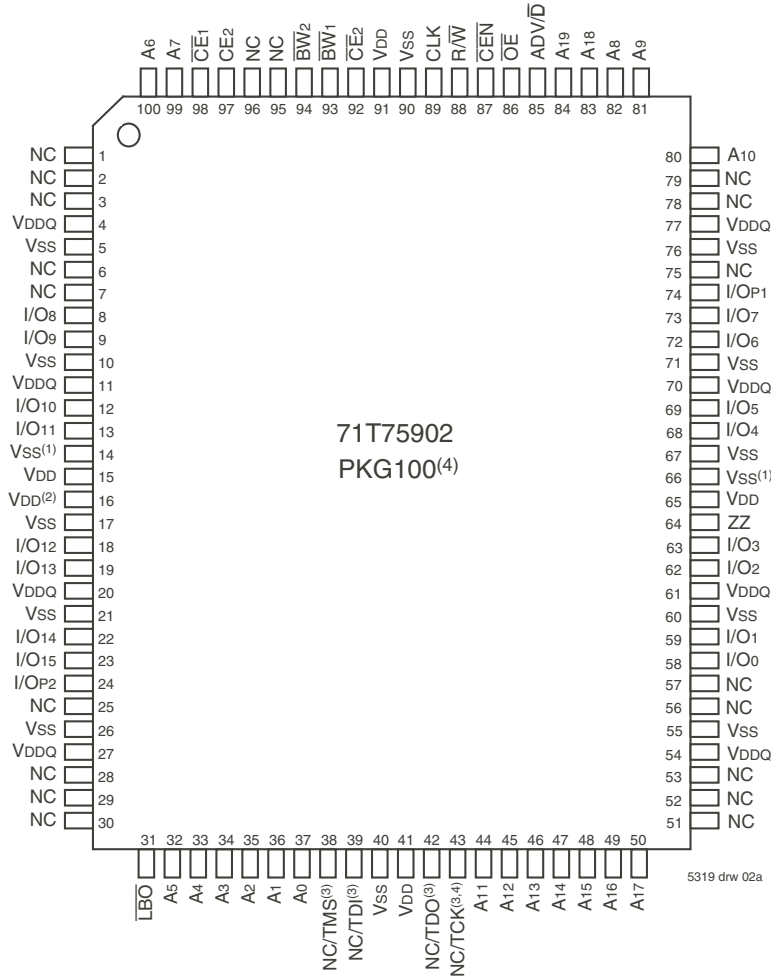 A6 A7 CE1 CE2 NC NC BW2 BW1 CE2 VDD VSS CLK R/W CEN OE ADV/D A19 A18 A8 A9
100 99 98 97 96 95 94 93 92 91 90 89 88 87 86 85 84 83 82 81
NC 1 80 A10
NC 2 79 NC
NC 3 78 NC
VDDQ 4 77 VDDQ
VSS 5 76 VSS
NC 6 75 NC
NC 7 74 I/OP1
I/O8 8 73 I/O7
I/O9 9 72 I/O6
VSS 10 71 VSS
VDDQ 11 70 VDDQ
I/O10 12 69 I/O5
I/O11 13 68 I/O4
VSS(1) 14 67 VSS
VDD 15 66 VSS(1)
VDD(2) 16 65 VDD
VSS 17 64 ZZ
I/O12 18 63 I/O3
I/O13 19 62 I/O2
VDDQ 20 61 VDDQ
VSS 21 60 VSS
I/O14 22 59 I/O1
I/O15 23 58 I/O0
I/OP2 24 57 NC
NC 25 56 NC
VSS 26 55 VSS
VDDQ 27 54 VDDQ
NC 28 53 NC
NC 29 52 NC
NC 30 51 NC
71T75902
PKG100(4)
31 32 33 34 35 36 37 38 39 40 41 42 43 44 45 46 47 48 49 50
LBO A5 A4 A3 A2 A1 A0 NC/TMS(3) NC/TDI(3) VSS VDD NC/TDO(3) NC/TCK(3,4) A11 A12 A13 A14 A15 A16 A17
5319 drw 02a